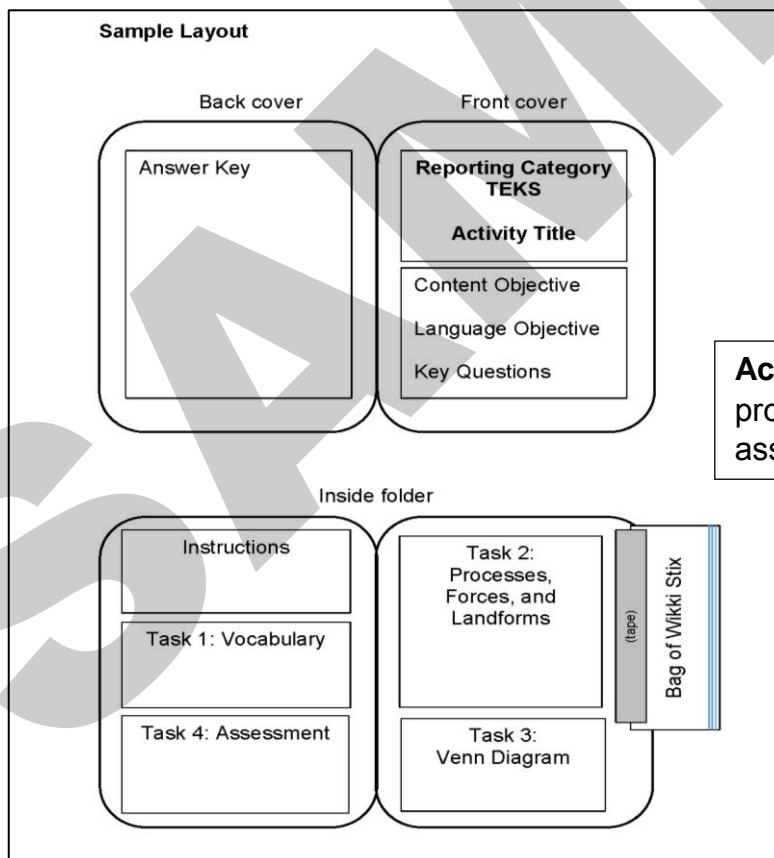 Sample Layout
Back cover
Front cover
Answer Key
Reporting Category
TEKS
Activity Title
Content Objective
Language Objective
Key Questions
Inside folder
Instructions
Task 1: Vocabulary
Task 4: Assessment
Task 2:
Processes,
Forces, and
Landforms
Task 3:
Venn Diagram
(tape)
Bag of Wikki Stix
Ac
pro
ass
SAM